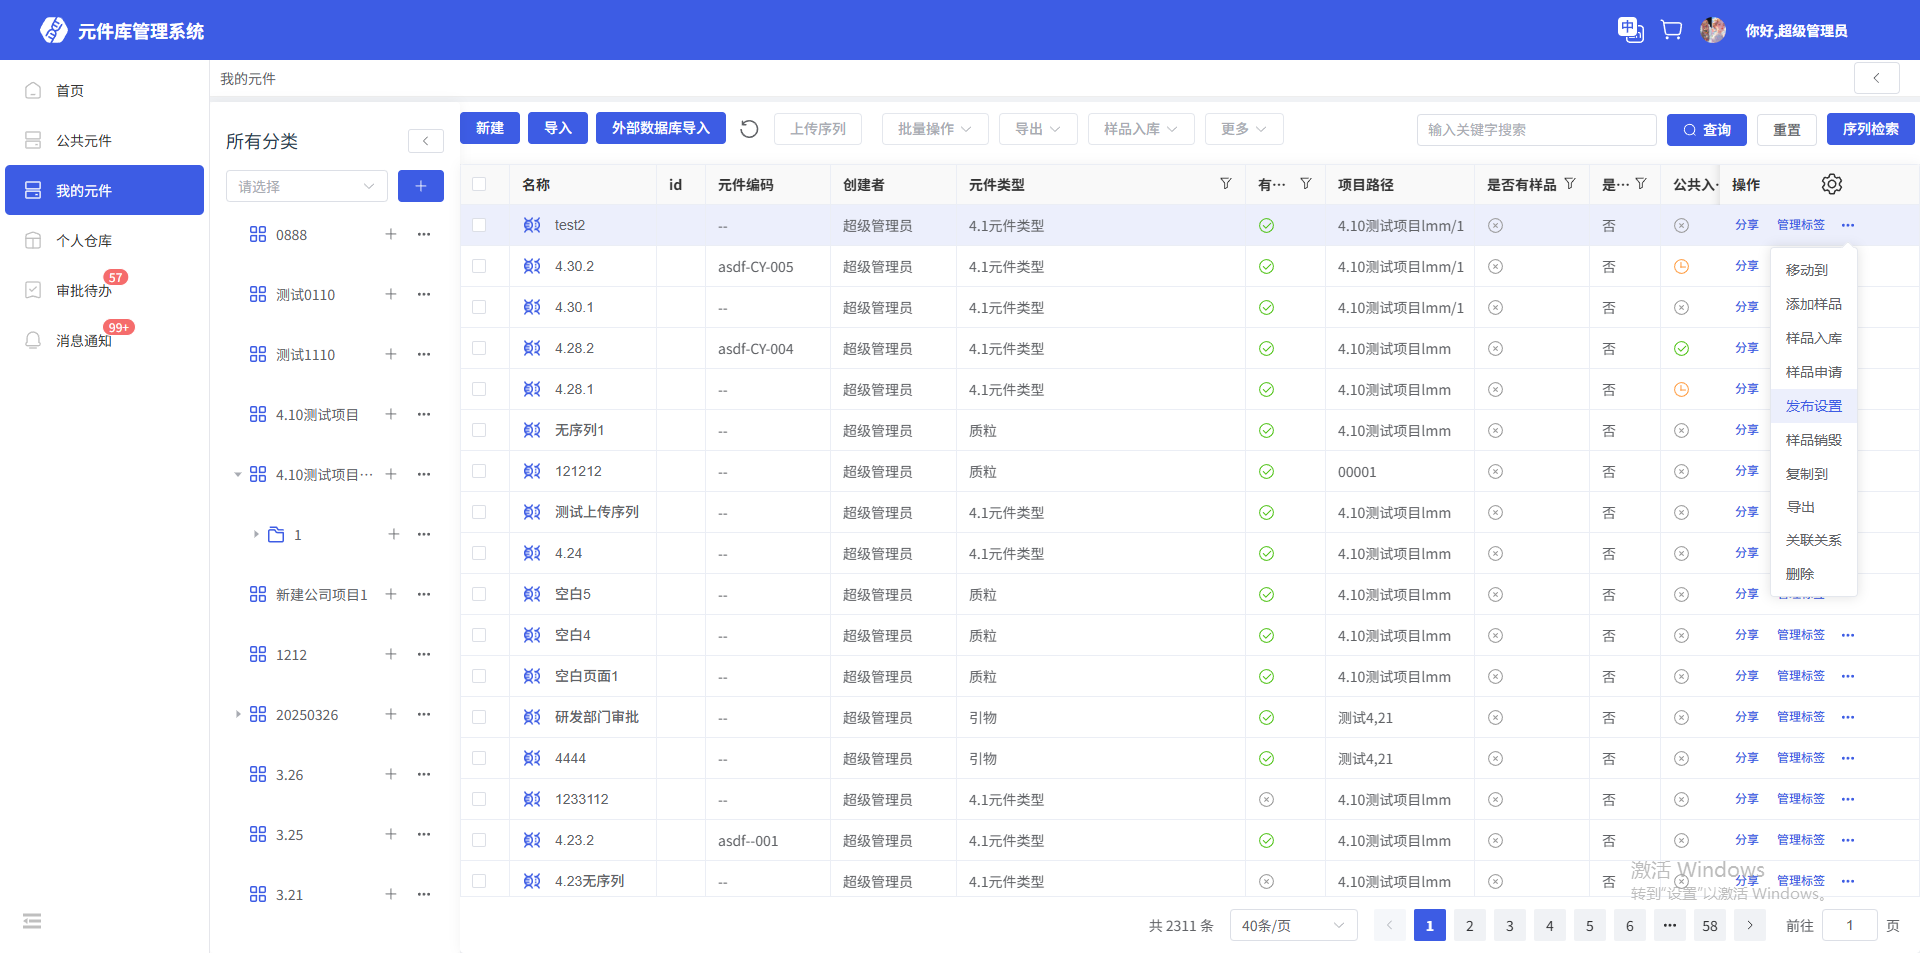 元件库管理系统
中
你好,超级管理员
首页
公共元件
我的元件
个人仓库
审批待办
57
消息通知
99+
我的元件
所有分类
请选择
0888
测试0110
测试1110
4.10测试项目
4.10测试项目···
1
新建公司项目1
1212
20250326
3.26
3.25
3.21
新建 导入 外部数据库导入 上传序列 批量操作 导出 样品入库 更多 输入关键字搜索 查询 重置 序列检索
名称 id 元件编码 创建者 元件类型 有··· 项目路径 是否有样品 是··· 公共入· 操作
test2 -- 超级管理员 4.1元件类型 4.10测试项目lmm/1 否 分享 管理标签 ···
4.30.2 asdf-CY-005 超级管理员 4.1元件类型 4.10测试项目lmm/1 否 分享
4.30.1 -- 超级管理员 4.1元件类型 4.10测试项目lmm/1 否 分享
4.28.2 asdf-CY-004 超级管理员 4.1元件类型 4.10测试项目lmm 否 分享
4.28.1 -- 超级管理员 4.1元件类型 4.10测试项目lmm 否 分享
无序列1 -- 超级管理员 质粒 4.10测试项目lmm 否 分享
121212 -- 超级管理员 质粒 00001 否 分享
测试上传序列 -- 超级管理员 4.1元件类型 4.10测试项目lmm 否 分享
4.24 -- 超级管理员 4.1元件类型 4.10测试项目lmm 否 分享
空白5 -- 超级管理员 质粒 4.10测试项目lmm 否 分享
空白4 -- 超级管理员 质粒 4.10测试项目lmm 否 分享 管理标签 ···
空白页面1 -- 超级管理员 质粒 4.10测试项目lmm 否 分享 管理标签 ···
研发部门审批 -- 超级管理员 引物 测试4,21 否 分享 管理标签 ···
4444 -- 超级管理员 引物 测试4,21 否 分享 管理标签 ···
1233112 -- 超级管理员 4.1元件类型 4.10测试项目lmm 否 分享 管理标签 ···
4.23.2 asdf--001 超级管理员 4.1元件类型 4.10测试项目lmm 否 分享 管理标签 ···
4.23无序列 -- 超级管理员 4.1元件类型 4.10测试项目lmm 否 分享 管理标签 ···
移动到
添加样品
样品入库
样品申请
发布设置
样品销毁
复制到
导出
关联关系
删除
激活 Windows
转到“设置”以激活 Windows。
共 2311 条 40条/页 1 2 3 4 5 6 ··· 58 前往 1 页